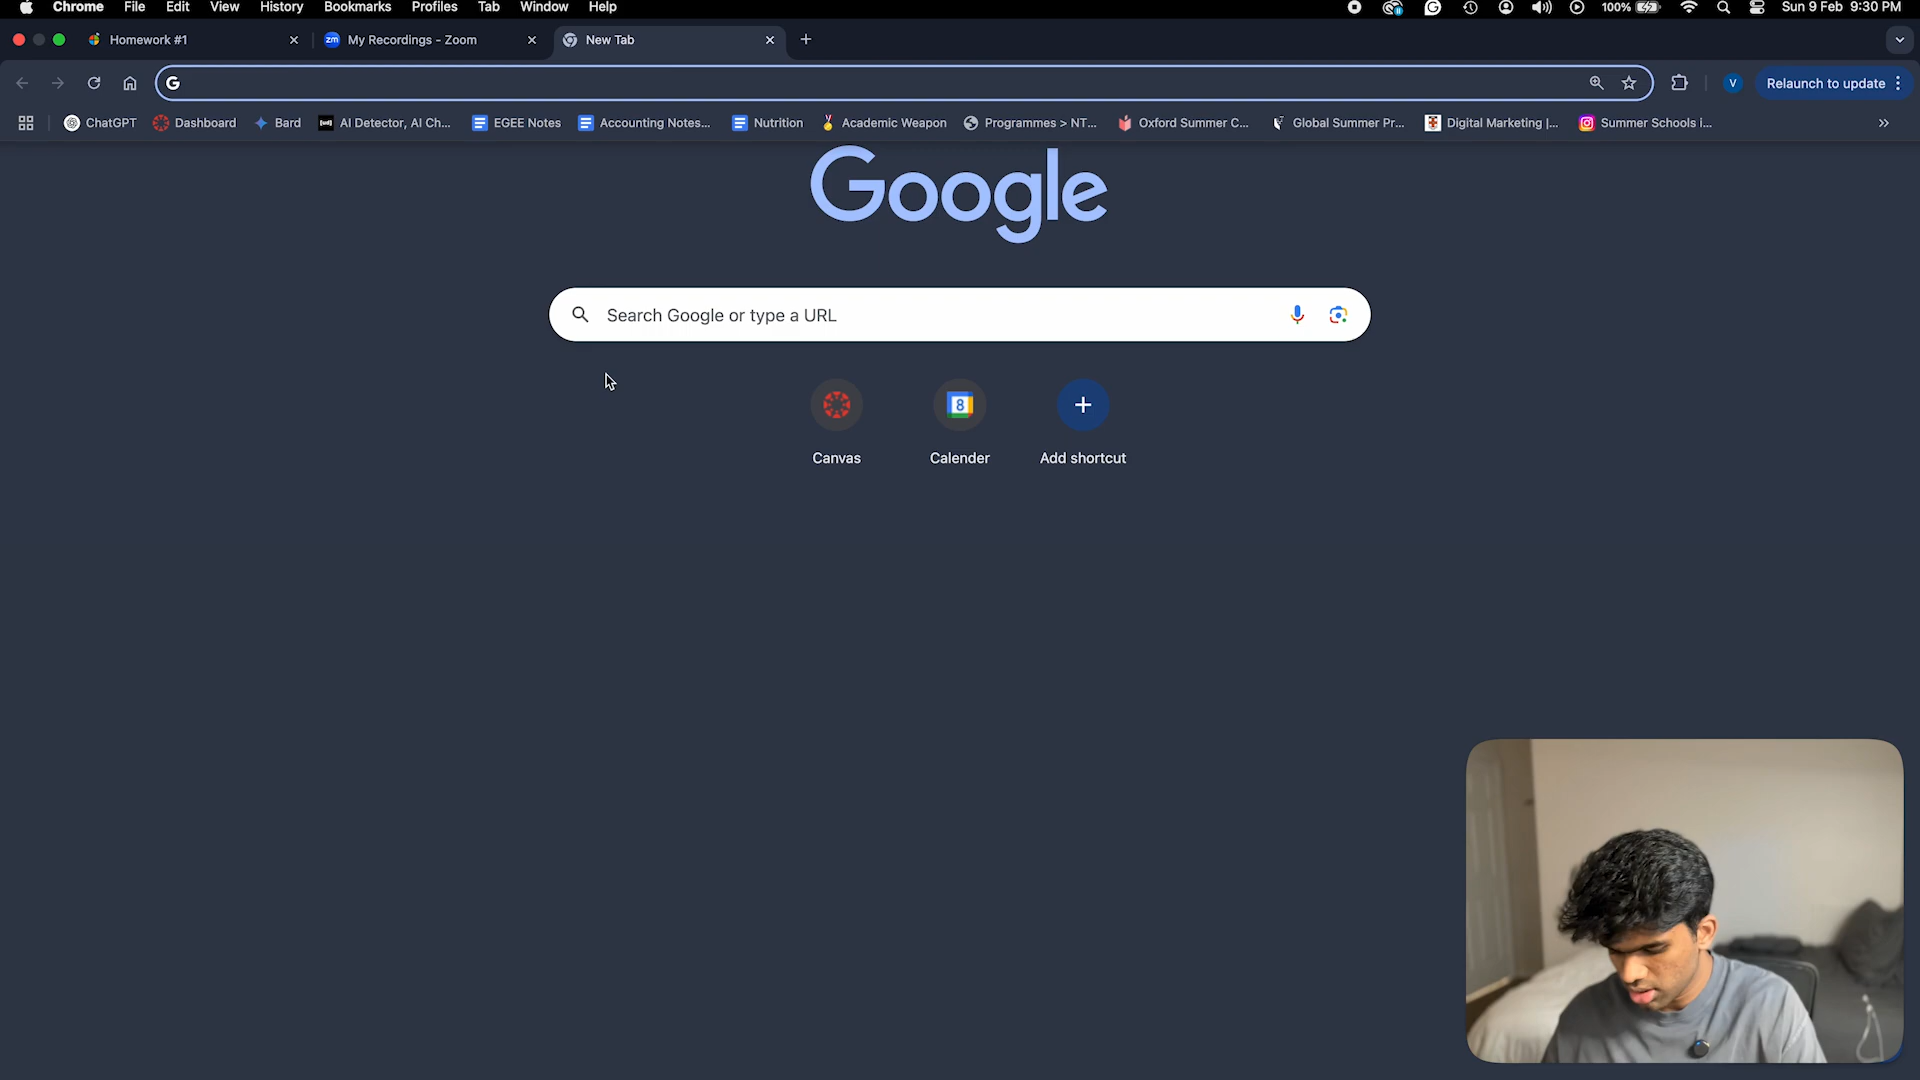 Chrome File Edit View History Bookmarks Profiles Tab Window Help 100% Sun 9 Feb 9:30 PM
Homework #1 zm My Recordings - Zoom New Tab
G V Relaunch to update
ChatGPT Dashboard Bard AI Detector, AI Ch... EGEE Notes Accounting Notes... Nutrition Academic Weapon Programmes > NT... Oxford Summer C... Global Summer Pr... Digital Marketing |... Summer Schools i...
Google
Search Google or type a URL
8
Canvas Calender Add shortcut